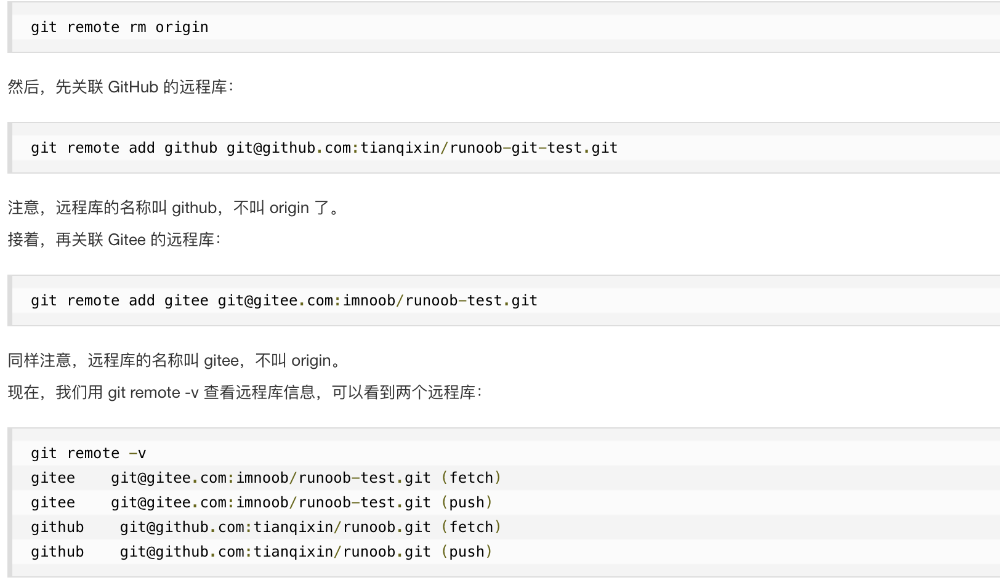 git remote rm origin
然后，先关联 GitHub 的远程库：
git remote add github git@github.com:tianqixin/runoob-git-test.git
注意，远程库的名称叫 github，不叫 origin 了。
接着，再关联 Gitee 的远程库：
git remote add gitee git@gitee.com:imnoob/runoob-test.git
同样注意，远程库的名称叫 gitee，不叫 origin。
现在，我们用 git remote -v 查看远程库信息，可以看到两个远程库：
git remote -v
gitee    git@gitee.com:imnoob/runoob-test.git (fetch)
gitee    git@gitee.com:imnoob/runoob-test.git (push)
github    git@github.com:tianqixin/runoob.git (fetch)
github    git@github.com:tianqixin/runoob.git (push)